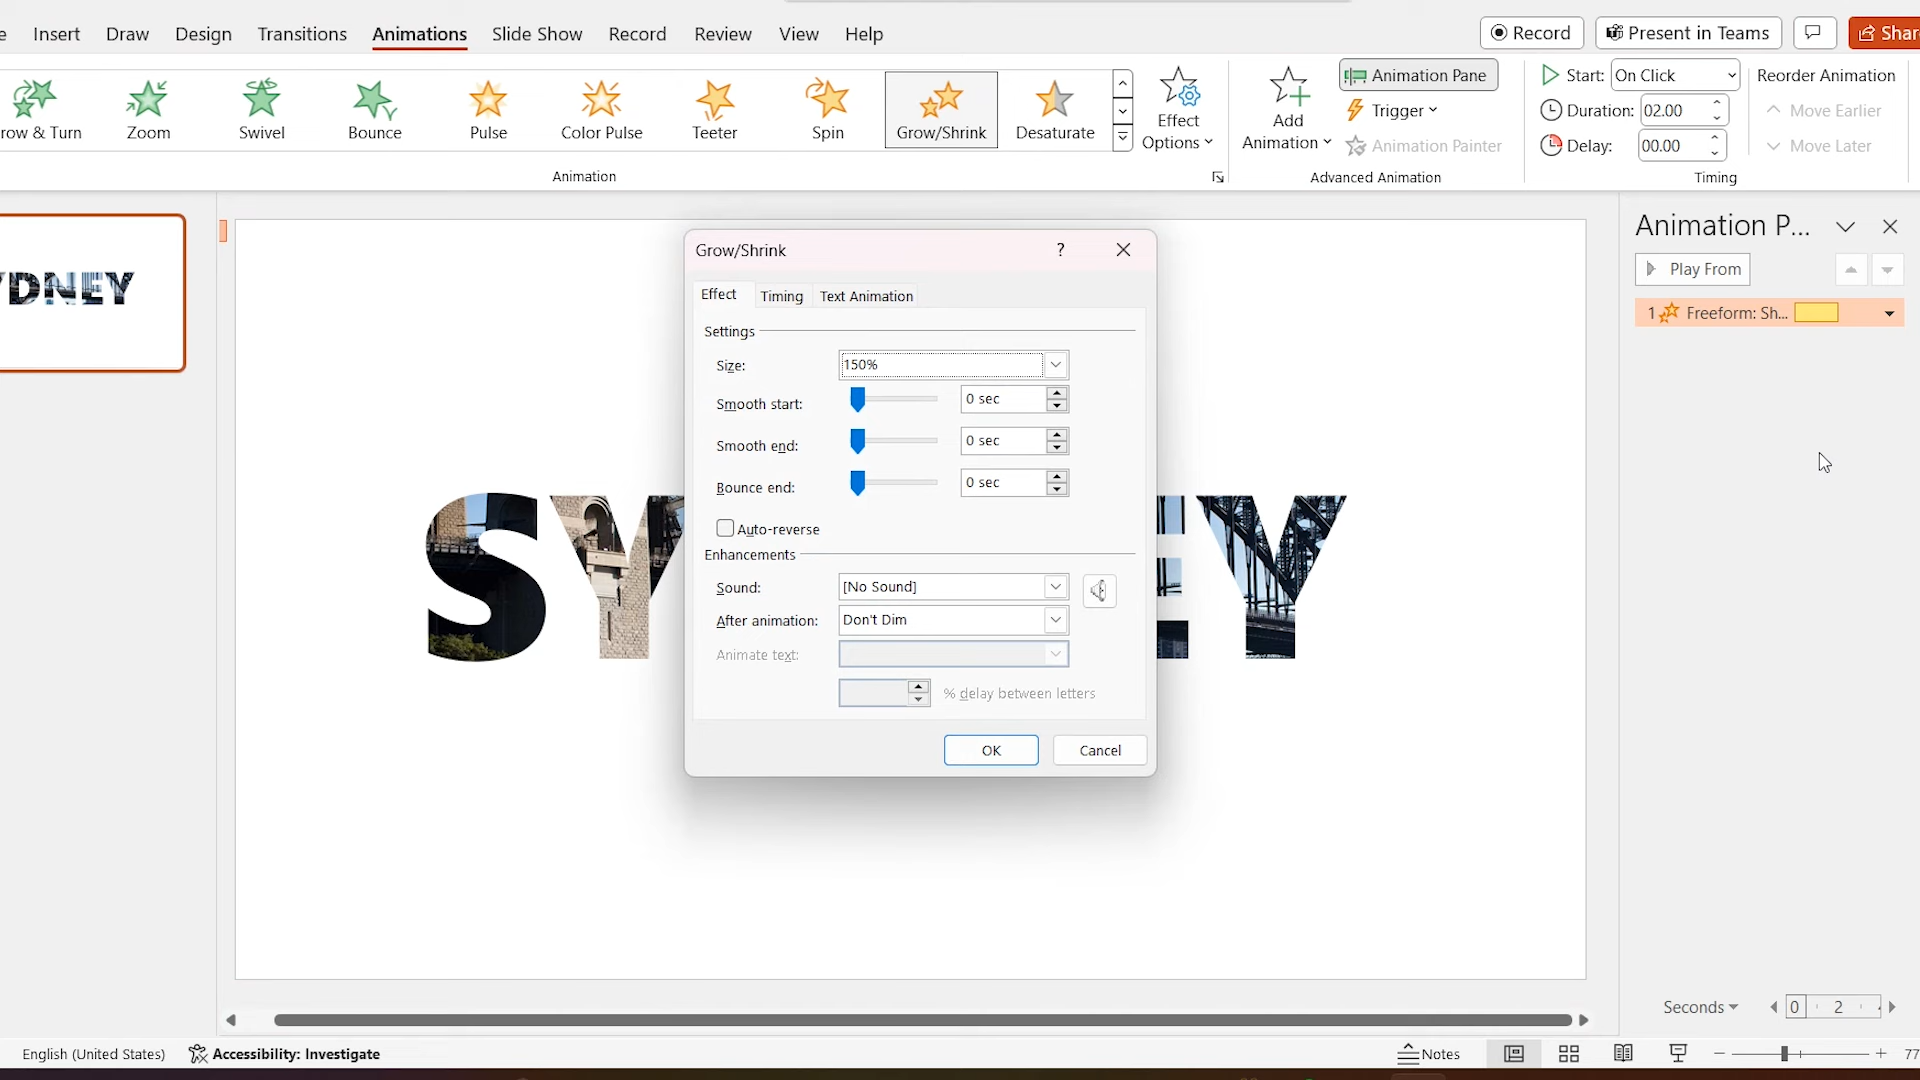 e Insert Draw Design Transitions Animations Slide Show Record Review View Help Record Present in Teams Shar
row & Turn Zoom Swivel Bounce Pulse Color Pulse Teeter Spin Grow/Shrink Desaturate
Effect Options
Add Animation
Animation Pane
Trigger
Animation Painter
Start: On Click
Duration: 02.00
Delay: 00.00
Reorder Animation
Move Earlier
Move Later
Animation Advanced Animation Timing
YDNEY
SY EY
Grow/Shrink ?
Effect Timing Text Animation
Settings
Size: 150%
Smooth start: 0 sec
Smooth end: 0 sec
Bounce end: 0 sec
Auto-reverse
Enhancements
Sound: [No Sound]
After animation: Don't Dim
Animate text:
% delay between letters
OK Cancel
Animation P...
Play From
1 Freeform: Sh...
Seconds 0 2
English (United States) Accessibility: Investigate Notes 77